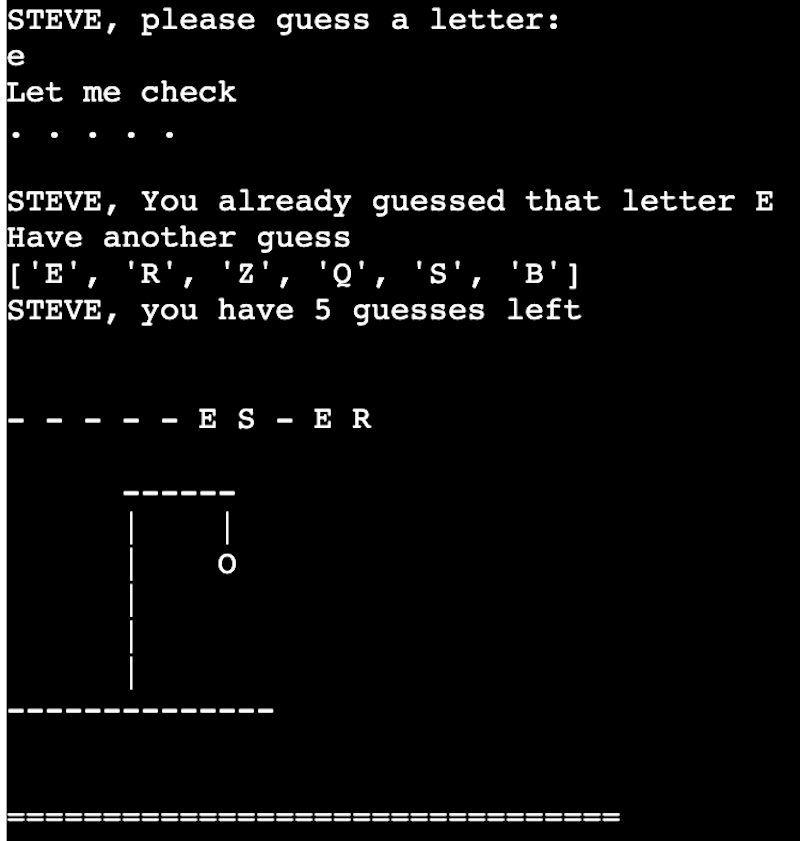 STEVE, please guess a letter:
e
Let me check
. . . . .
STEVE, You already guessed that letter E
Have another guess
['E', 'R', 'Z', 'Q', 'S', 'B']
STEVE, you have 5 guesses left
- - - - - E S - E R
------
|    |
|    O
|
|
|
--------------
================================